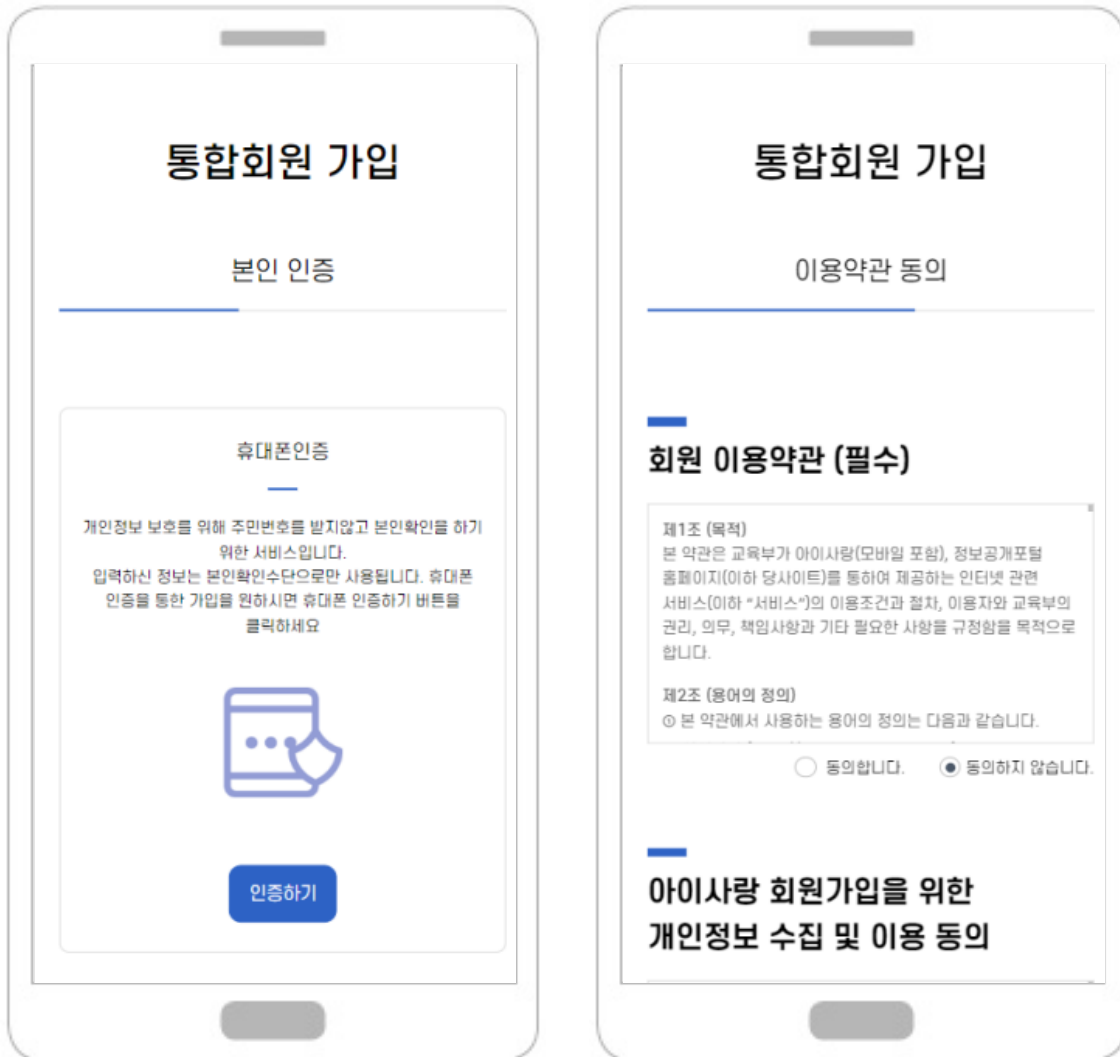 통합회원 가입
본인 인증
휴대폰인증
개인정보 보호를 위해 주민번호를 받지않고 본인확인을 하기
위한 서비스입니다.
입력하신 정보는 본인확인수단으로만 사용됩니다. 휴대폰
인증을 통한 가입을 원하시면 휴대폰 인증하기 버튼을
클릭하세요
인증하기
통합회원 가입
이용약관 동의
회원 이용약관 (필수)
제1조 (목적)
본 약관은 교육부가 아이사랑(모바일 포함), 정보공개포털
홈페이지(이하 당사이트)를 통하여 제공하는 인터넷 관련
서비스(이하 "서비스")의 이용조건과 절차, 이용자와 교육부의
권리, 의무, 책임사항과 기타 필요한 사항을 규정함을 목적으로
합니다.
제2조 (용어의 정의)
① 본 약관에서 사용하는 용어의 정의는 다음과 같습니다.
동의합니다. 동의하지 않습니다.
아이사랑 회원가입을 위한
개인정보 수집 및 이용 동의